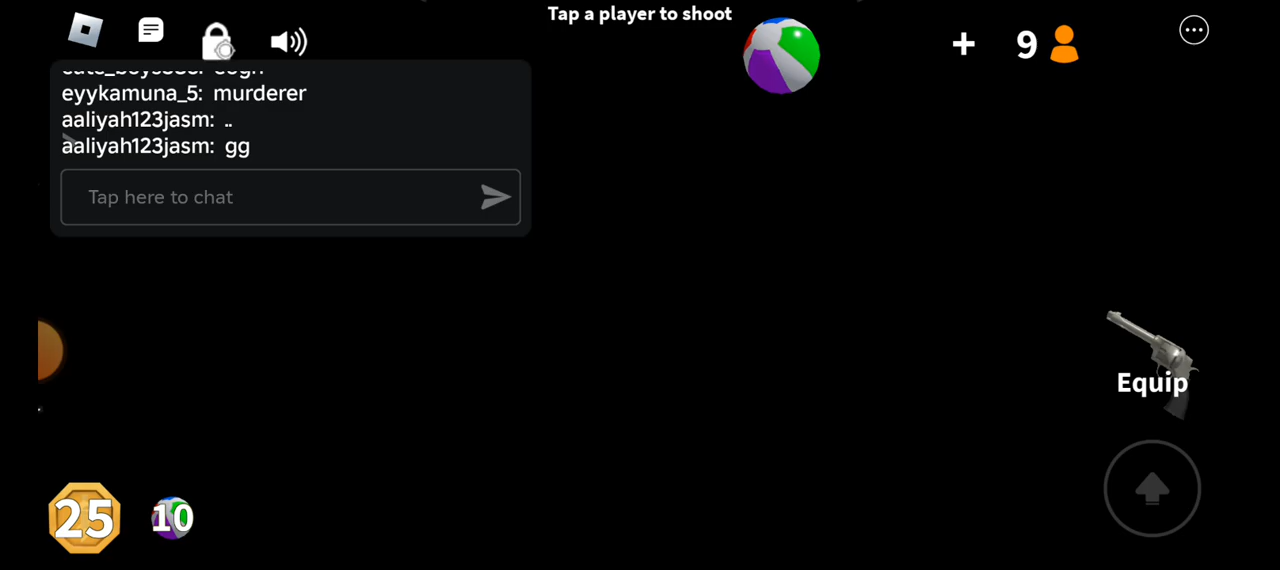 Tap a player to shoot
+ 9
eyykamuna_5: murderer
aaliyah123jasm: ..
aaliyah123jasm: gg
Tap here to chat
Equip
25
10